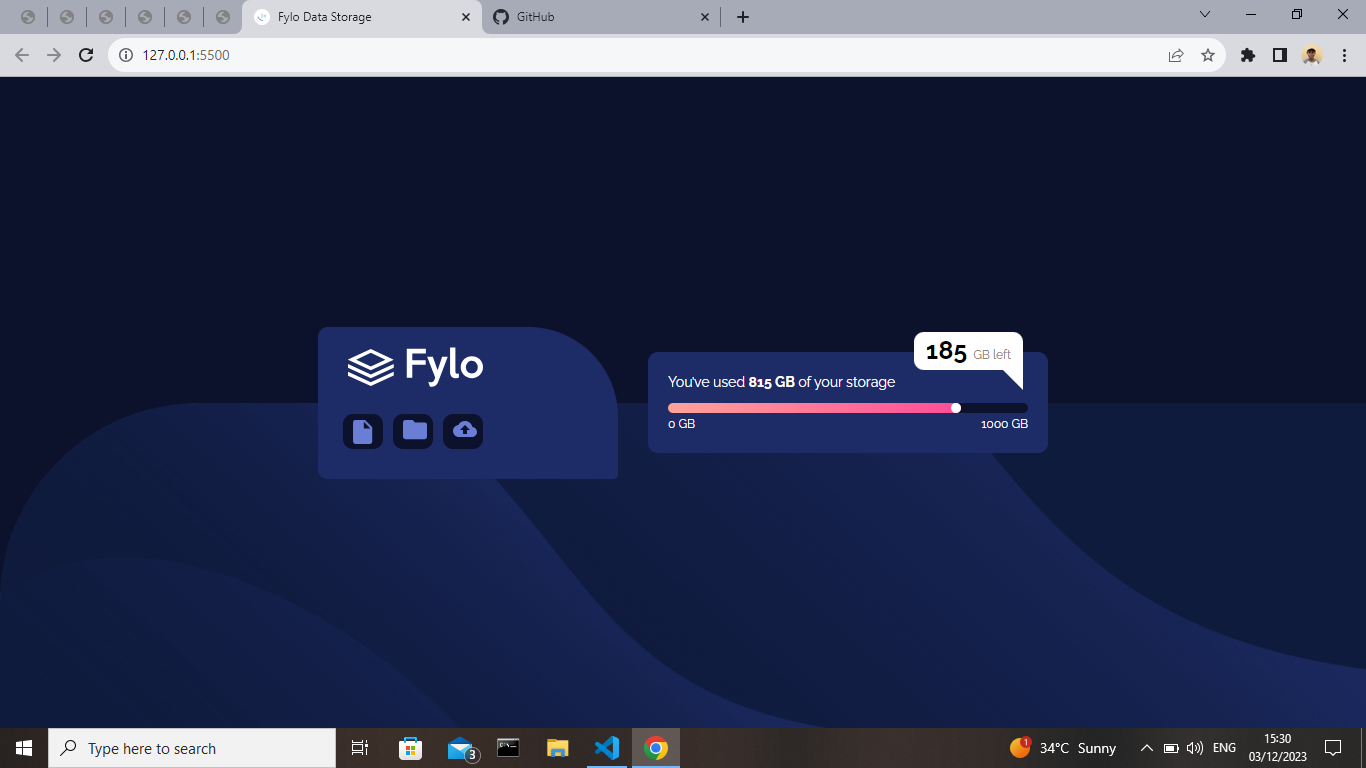 Fylo Data Storage
GitHub
127.0.0.1:5500
Fylo
185 GB left
You've used 815 GB of your storage
0 GB
1000 GB
Type here to search
3
1
34°C Sunny
ENG
15:30
03/12/2023